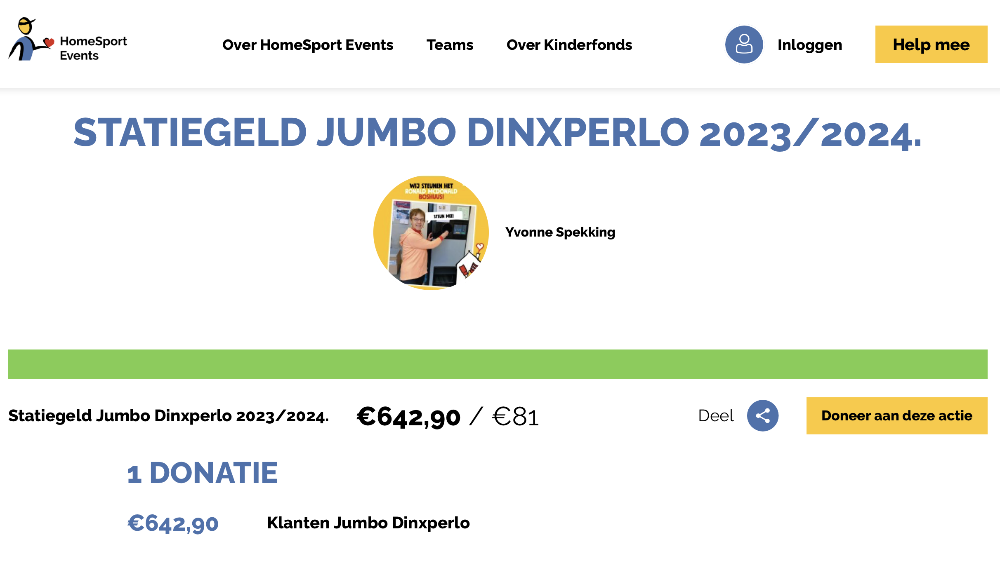 HomeSport
Events
Over HomeSport Events
Teams
Over Kinderfonds
Inloggen
Help mee
STATIEGELD JUMBO DINXPERLO 2023/2024.
WIJ STEUNEN HET
RONALD MCDONALD
BOSHUUS!
STEUN MEE!
Yvonne Spekking
Statiegeld Jumbo Dinxperlo 2023/2024.
€642,90 / €81
Deel
Doneer aan deze actie
1 DONATIE
€642,90
Klanten Jumbo Dinxperlo